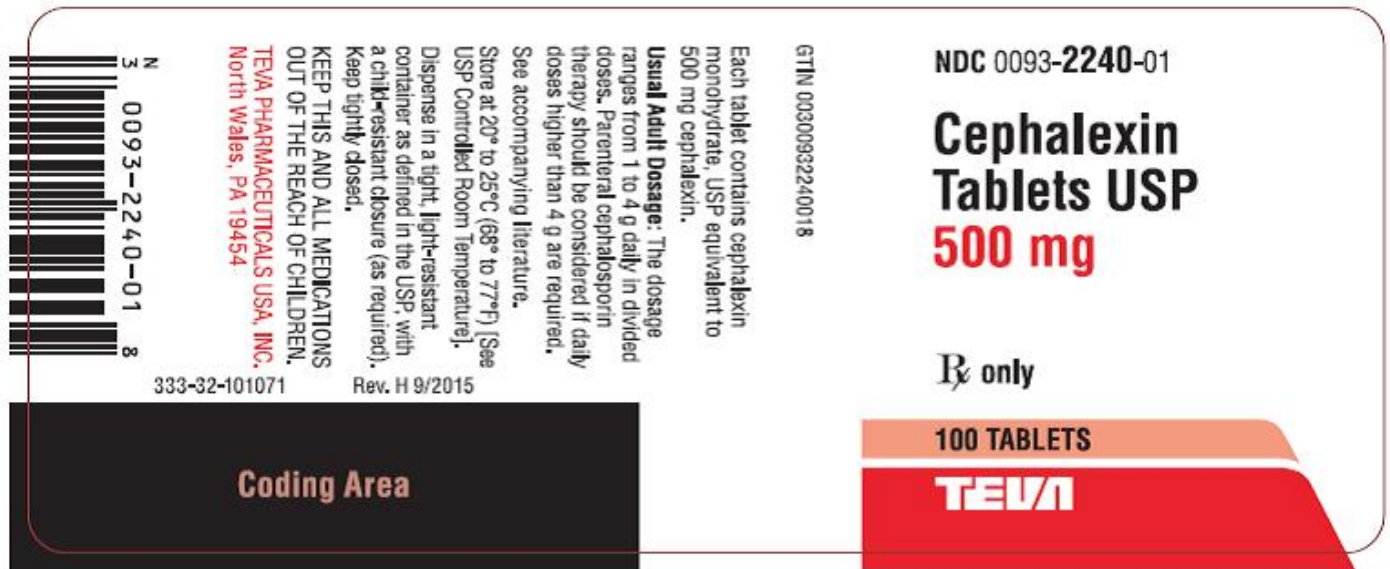 NDC 0093-2240-01
Cephalexin
Tablets USP
500 mg
Rx only
100 TABLETS
TEVA
GTIN 00300932240018
Each tablet contains cephalexin
monohydrate, USP equivalent to
500 mg cephalexin.
Usual Adult Dosage: The dosage
ranges from 1 to 4 g daily in divided
doses. Parenteral cephalosporin
therapy should be considered if daily
doses higher than 4 g are required.
See accompanying literature.
Store at 20° to 25°C (68° to 77°F) [See
USP Controlled Room Temperature].
Dispense in a tight, light-resistant
container as defined in the USP, with
a child-resistant closure (as required).
Keep tightly closed.
KEEP THIS AND ALL MEDICATIONS
OUT OF THE REACH OF CHILDREN.
TEVA PHARMACEUTICALS USA, INC.
North Wales, PA 19454
N
3 0093-2240-01 8
333-32-101071 Rev. H 9/2015
Coding Area